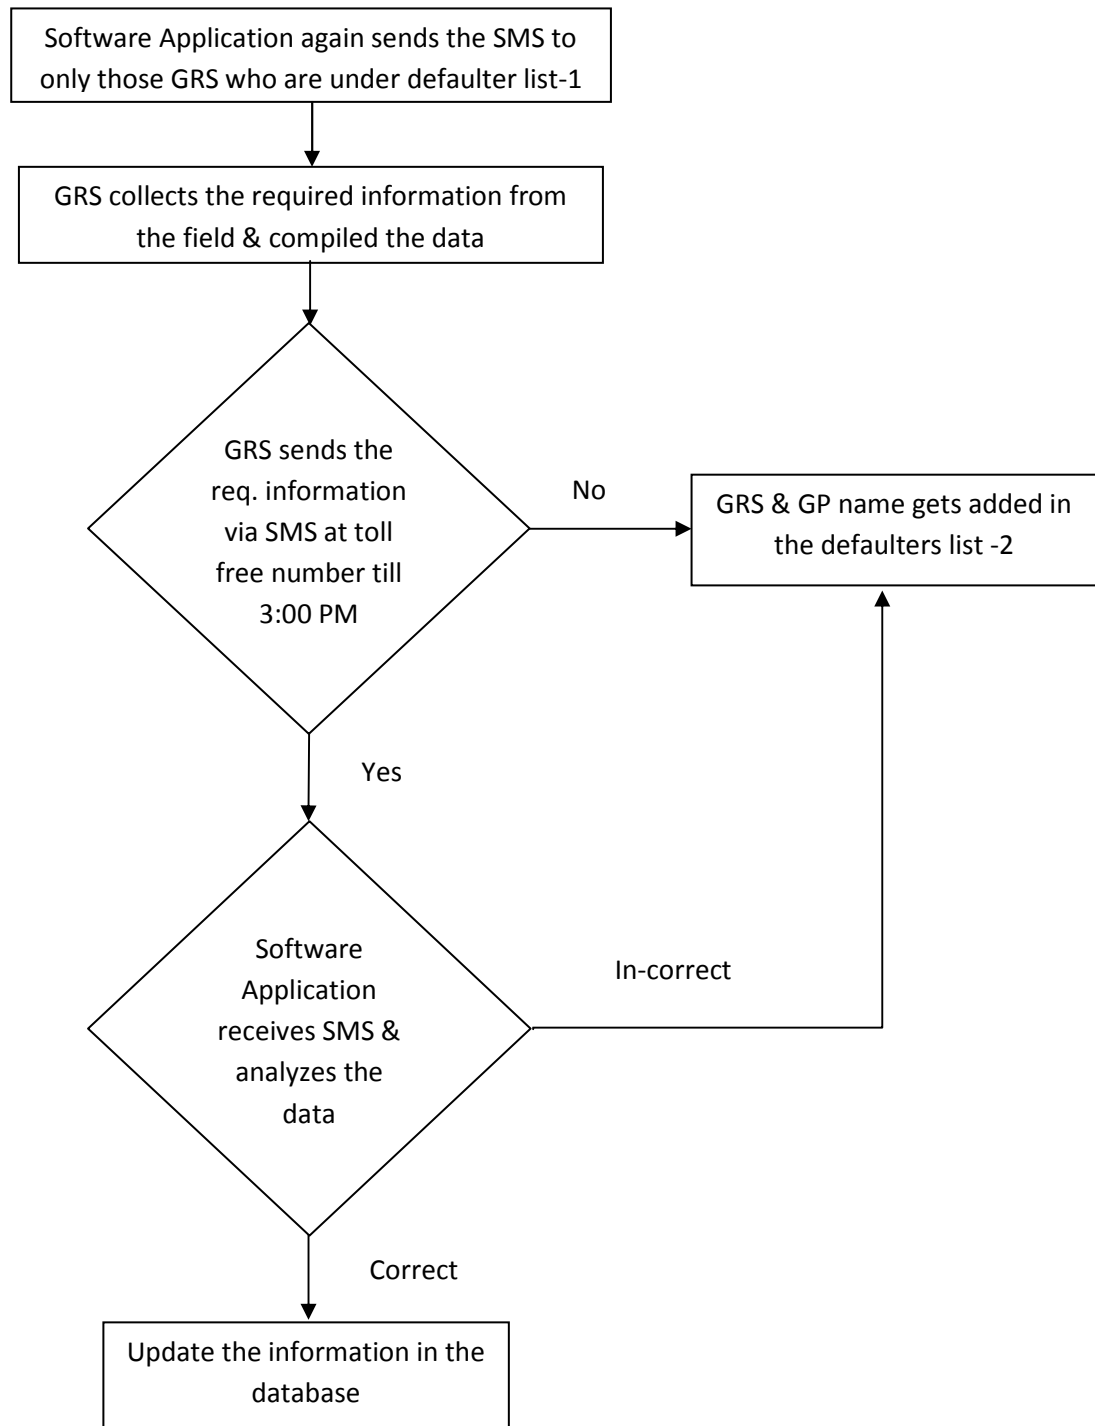 Software Application again sends the SMS to
only those GRS who are under defaulter list-1
GRS collects the required information from
the field & compiled the data
GRS sends the
req. information
via SMS at toll
free number till
3:00 PM
No
GRS & GP name gets added in
the defaulters list -2
Yes
Software
Application
receives SMS &
analyzes the
data
In-correct
Correct
Update the information in the
database